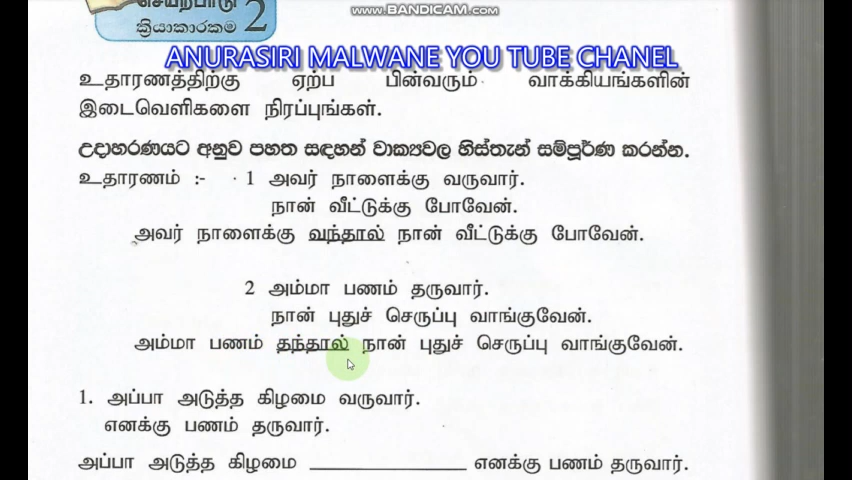 WWW.BANDICAM.COM
செயற்பாடு 2
ක්‍රියාකාරකම
ANURASIRI MALWANE YOU TUBE CHANEL
உதாரணத்திற்கு ஏற்ப பின்வரும் வாக்கியங்களின்
இடைவெளிகளை நிரப்புங்கள்.
උදාහරණයට අනුව පහත සඳහන් වාක්‍යවල හිස්තැන් සම්පූර්ණ කරන්න.
உதாரணம் :- 1 அவர் நாளைக்கு வருவார்.
நான் வீட்டுக்கு போவேன்.
அவர் நாளைக்கு வந்தால் நான் வீட்டுக்கு போவேன்.
2 அம்மா பணம் தருவார்.
நான் புதுச் செருப்பு வாங்குவேன்.
அம்மா பணம் தந்தால் நான் புதுச் செருப்பு வாங்குவேன்.
1. அப்பா அடுத்த கிழமை வருவார்.
எனக்கு பணம் தருவார்.
அப்பா அடுத்த கிழமை ______________ எனக்கு பணம் தருவார்.